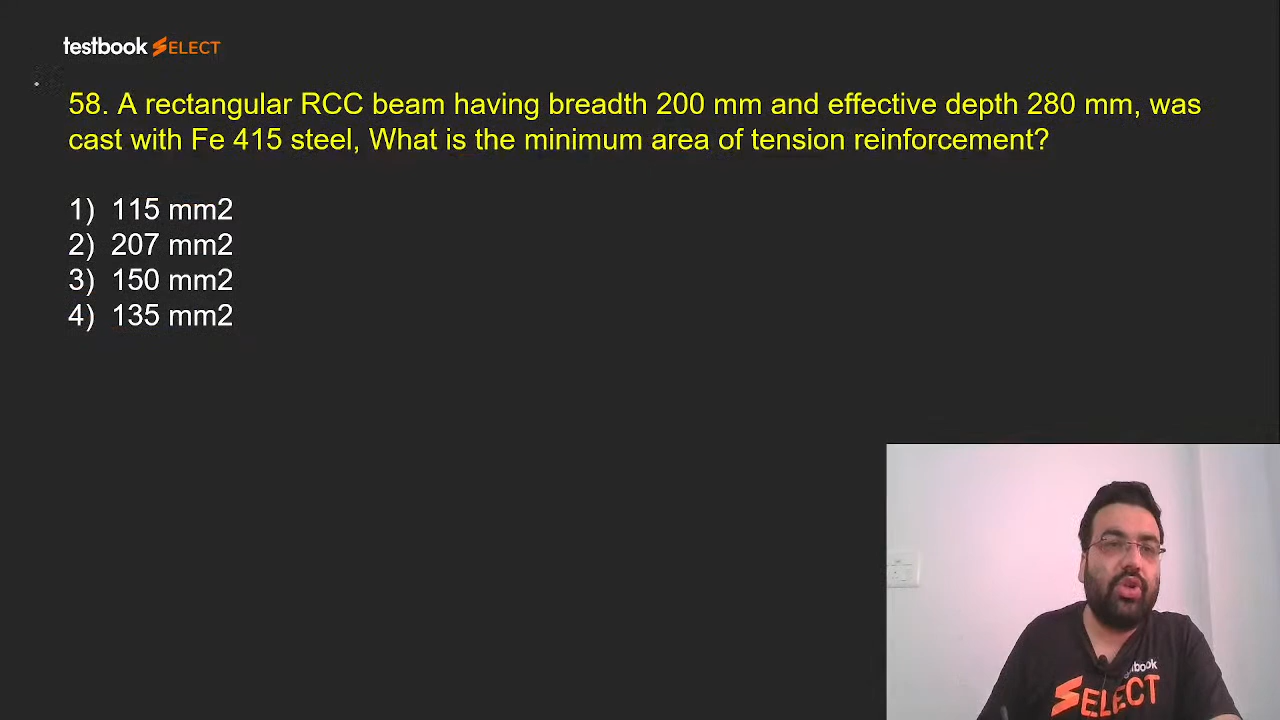 testbook SELECT
58. A rectangular RCC beam having breadth 200 mm and effective depth 280 mm, was
cast with Fe 415 steel, What is the minimum area of tension reinforcement?
1) 115 mm2
2) 207 mm2
3) 150 mm2
4) 135 mm2
SELECT